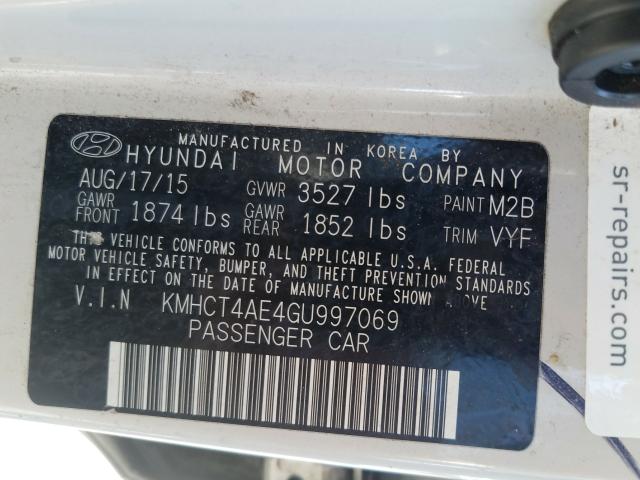 MANUFACTURED IN KOREA BY
HYUNDAI MOTOR COMPANY
AUG/17/15 GVWR 3527 lbs PAINT M2B
GAWR FRONT 1874 lbs GAWR REAR 1852 lbs TRIM VYF
THIS VEHICLE CONFORMS TO ALL APPLICABLE U.S.A. FEDERAL
MOTOR VEHICLE SAFETY, BUMPER, AND THEFT PREVENTION STANDARDS
IN EFFECT ON THE DATE OF MANUFACTURE SHOWN ABOVE.
V.I.N KMHCT4AE4GU997069
PASSENGER CAR
sr-repairs.com